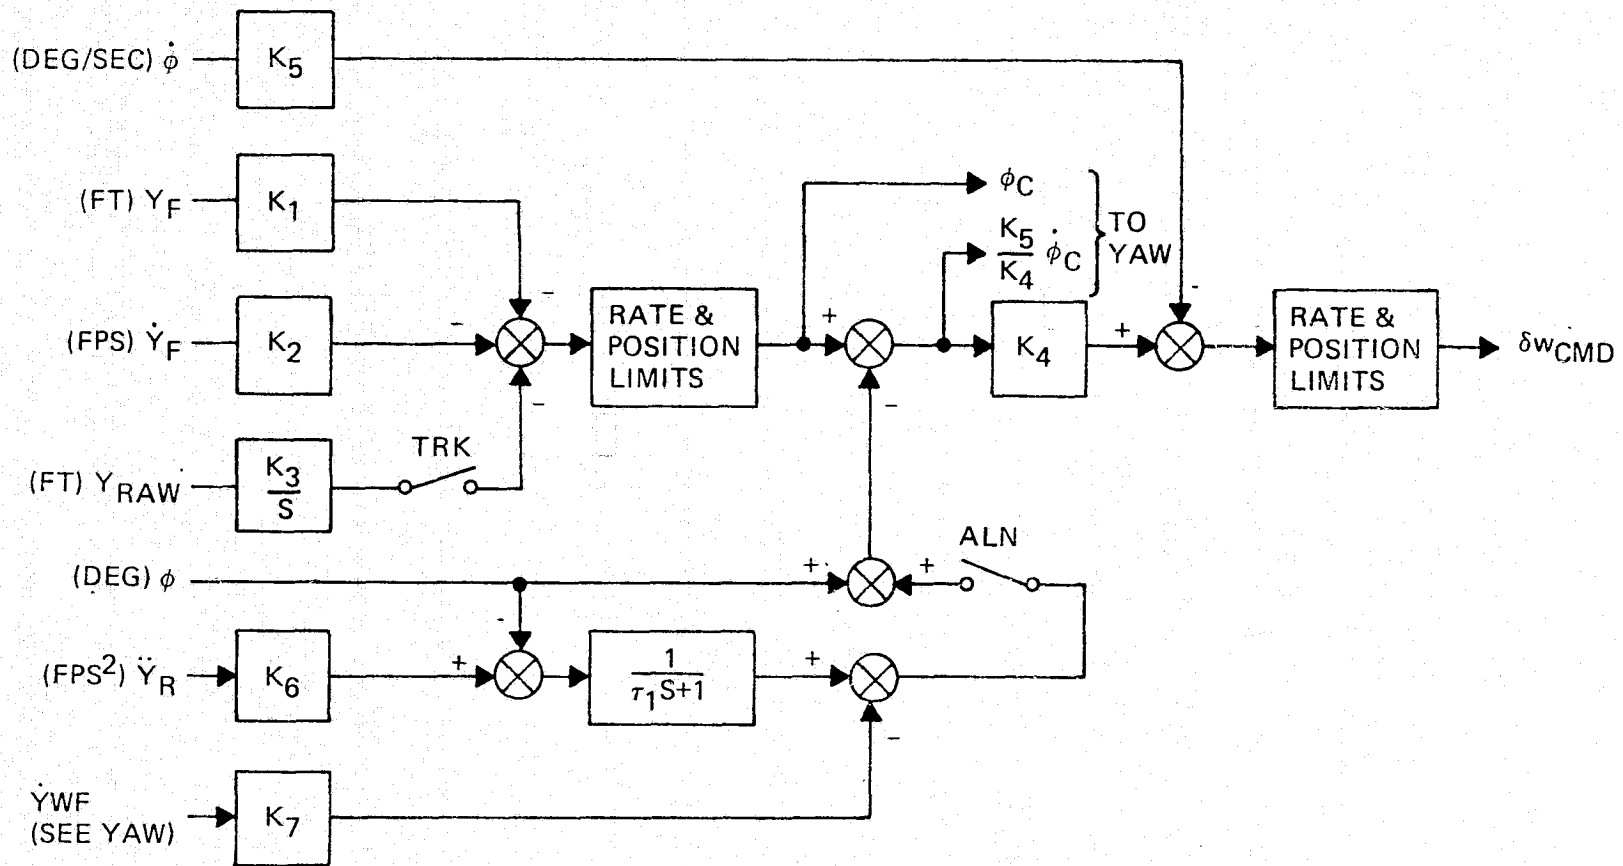 (DEG/SEC) φ̇
K5
(FT) YF
K1
φC
K5/K4 φ̇C
TO
YAW
−
-
(FPS) ẎF
K2
−
RATE &
POSITION
LIMITS
+
K4
+
RATE &
POSITION
LIMITS
δwCMD
−
−
(FT) YRAW
K3/S
TRK
(DEG) φ
+
+
ALN
-
(FPS²) ŸR
K6
+
1/τ1S+1
+
−
ẎWF
(SEE YAW)
K7